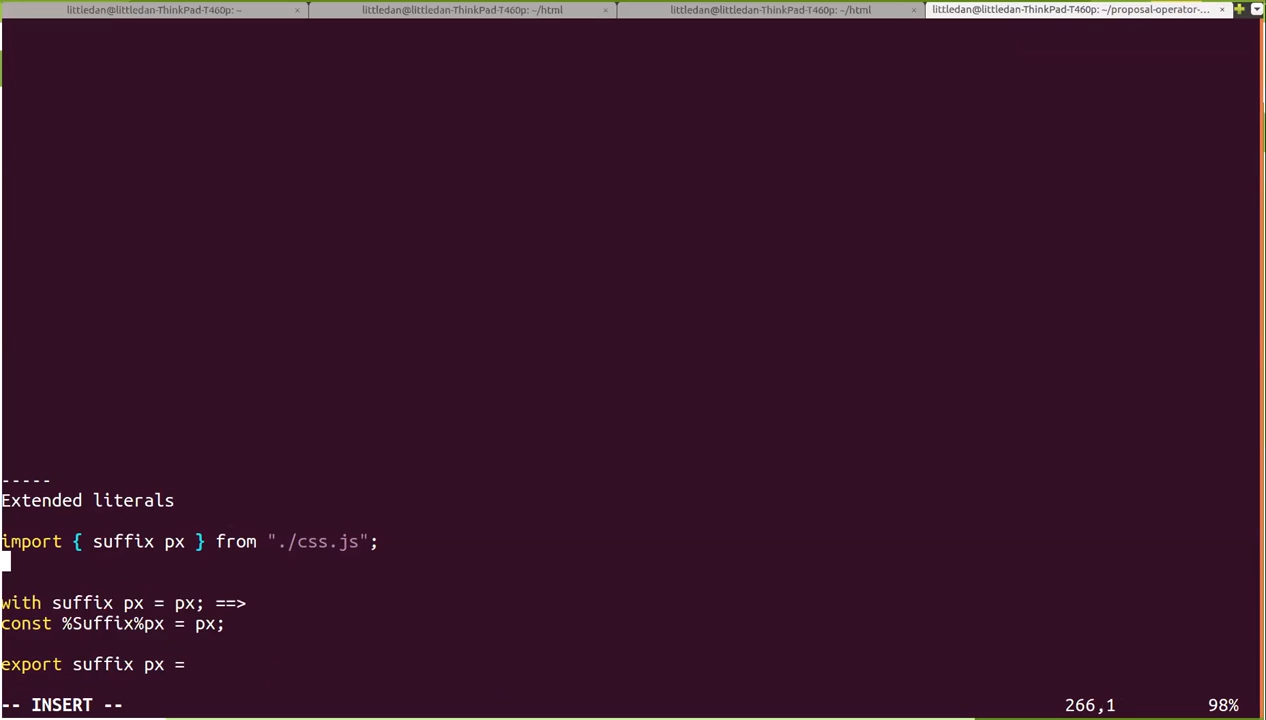 littledan@littledan-ThinkPad-T460p: ~
littledan@littledan-ThinkPad-T460p: ~/html
littledan@littledan-ThinkPad-T460p: ~/html
littledan@littledan-ThinkPad-T460p: ~/proposal-operator-...
-----
Extended literals
import { suffix px } from "./css.js";
with suffix px = px; ==>
const %Suffix%px = px;
export suffix px =
-- INSERT -- 266,1 98%